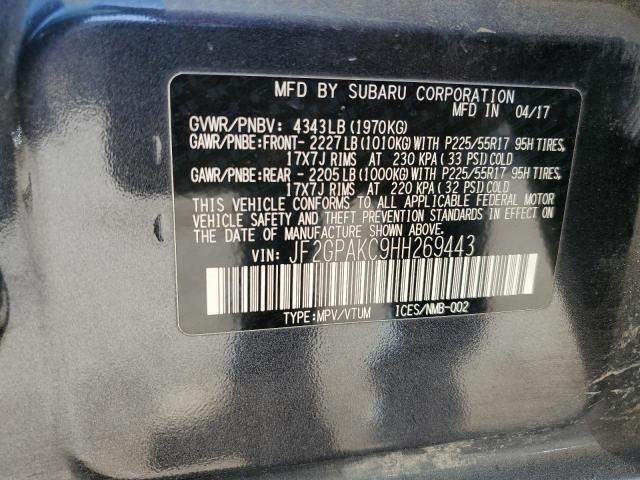 MFD BY SUBARU CORPORATION
MFD IN 04/17
GVWR/PNBV: 4343LB(1970KG)
GAWR/PNBE:FRONT- 2227LB(1010KG)WITH P225/55R17 95H TIRES,
17X7J RIMS AT 230 KPA(33 PSI)COLD
GAWR/PNBE:REAR - 2205LB(1000KG)WITH P225/55R17 95H TIRES,
17X7J RIMS AT 220 KPA(32 PSI)COLD
THIS VEHICLE CONFORMS TO ALL APPLICABLE FEDERAL MOTOR
VEHICLE SAFETY AND THEFT PREVENTION STANDARDS IN EFFECT
ON THE DATE OF MANUFACTURE SHOWN ABOVE.
VIN: JF2GPAKC9HH269443
TYPE:MPV/VTUM ICES/NMB-002